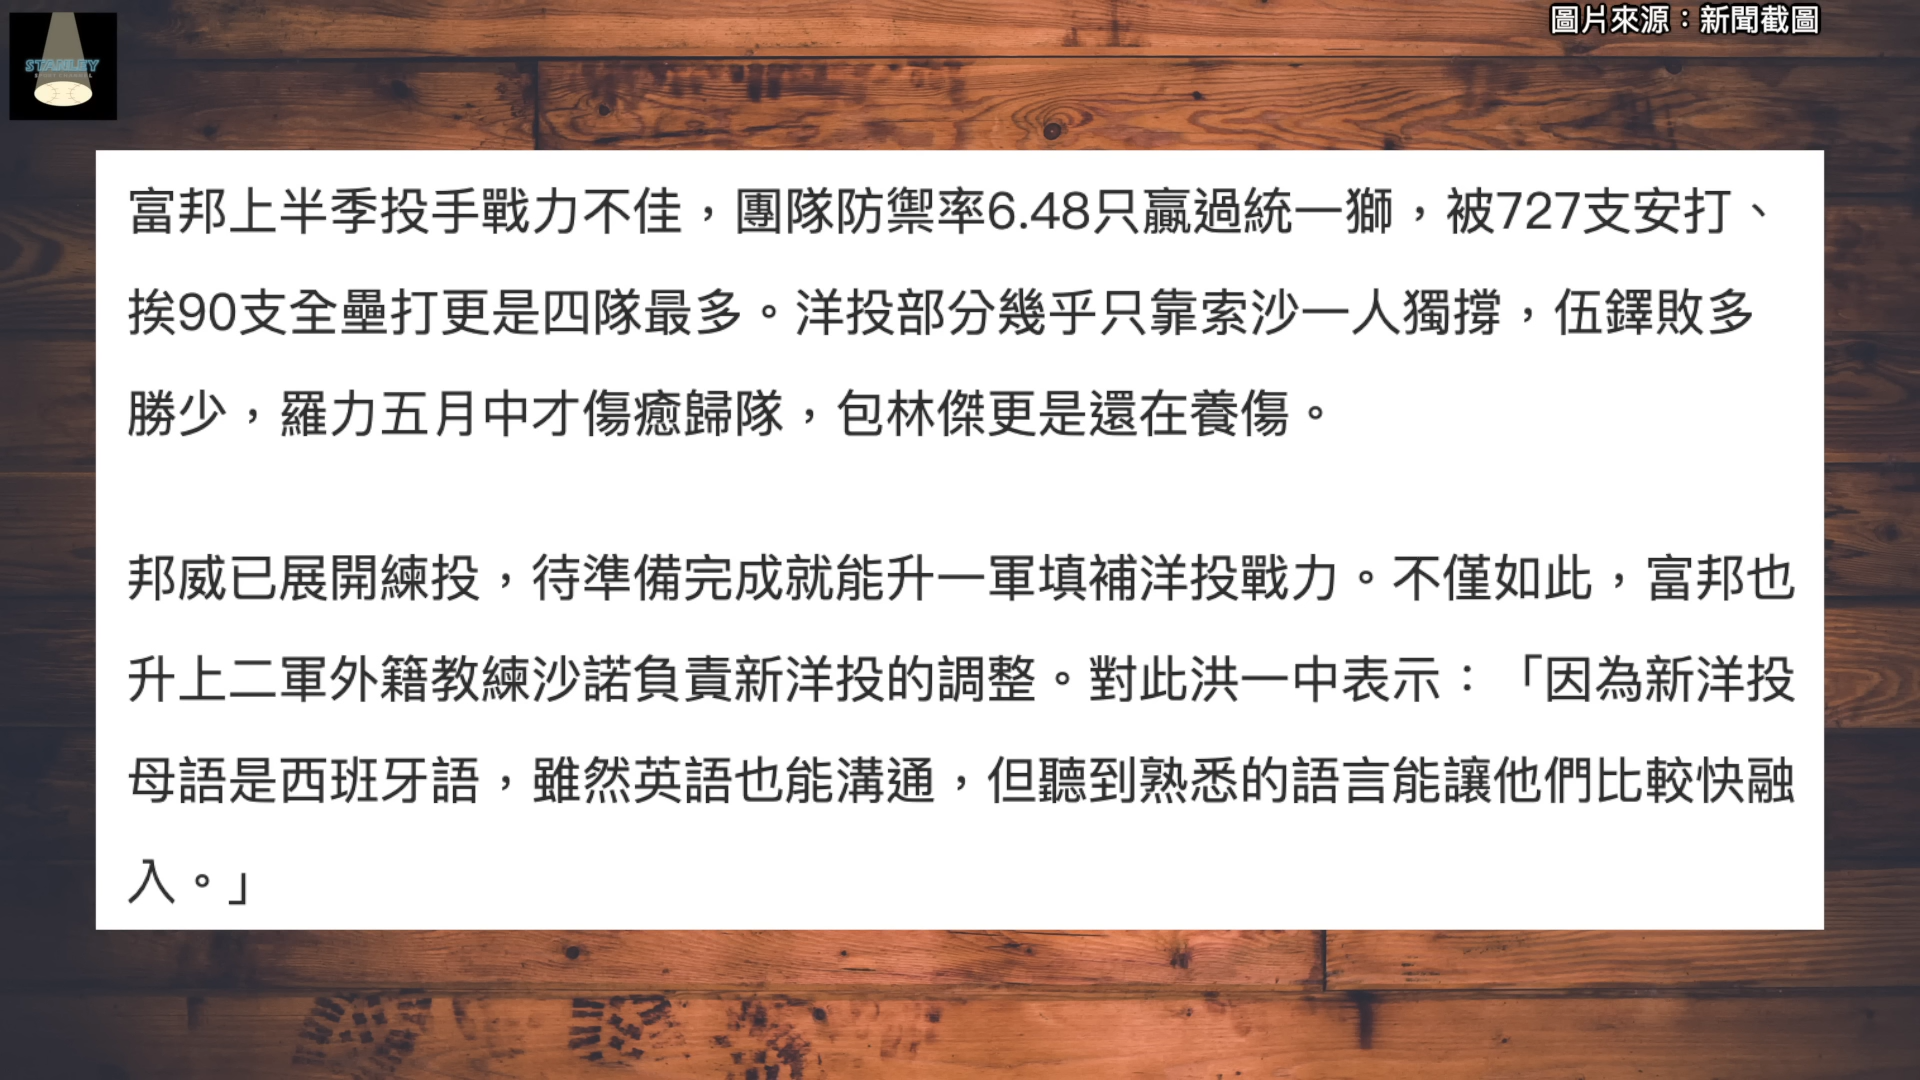 圖片來源：新聞截圖
STANLEY
富邦上半季投手戰力不佳，團隊防禦率6.48只贏過統一獅，被727支安打、
挨90支全壘打更是四隊最多。洋投部分幾乎只靠索沙一人獨撐，伍鐸敗多
勝少，羅力五月中才傷癒歸隊，包林傑更是還在養傷。
邦威已展開練投，待準備完成就能升一軍填補洋投戰力。不僅如此，富邦也
升上二軍外籍教練沙諾負責新洋投的調整。對此洪一中表示：「因為新洋投
母語是西班牙語，雖然英語也能溝通，但聽到熟悉的語言能讓他們比較快融
入。」